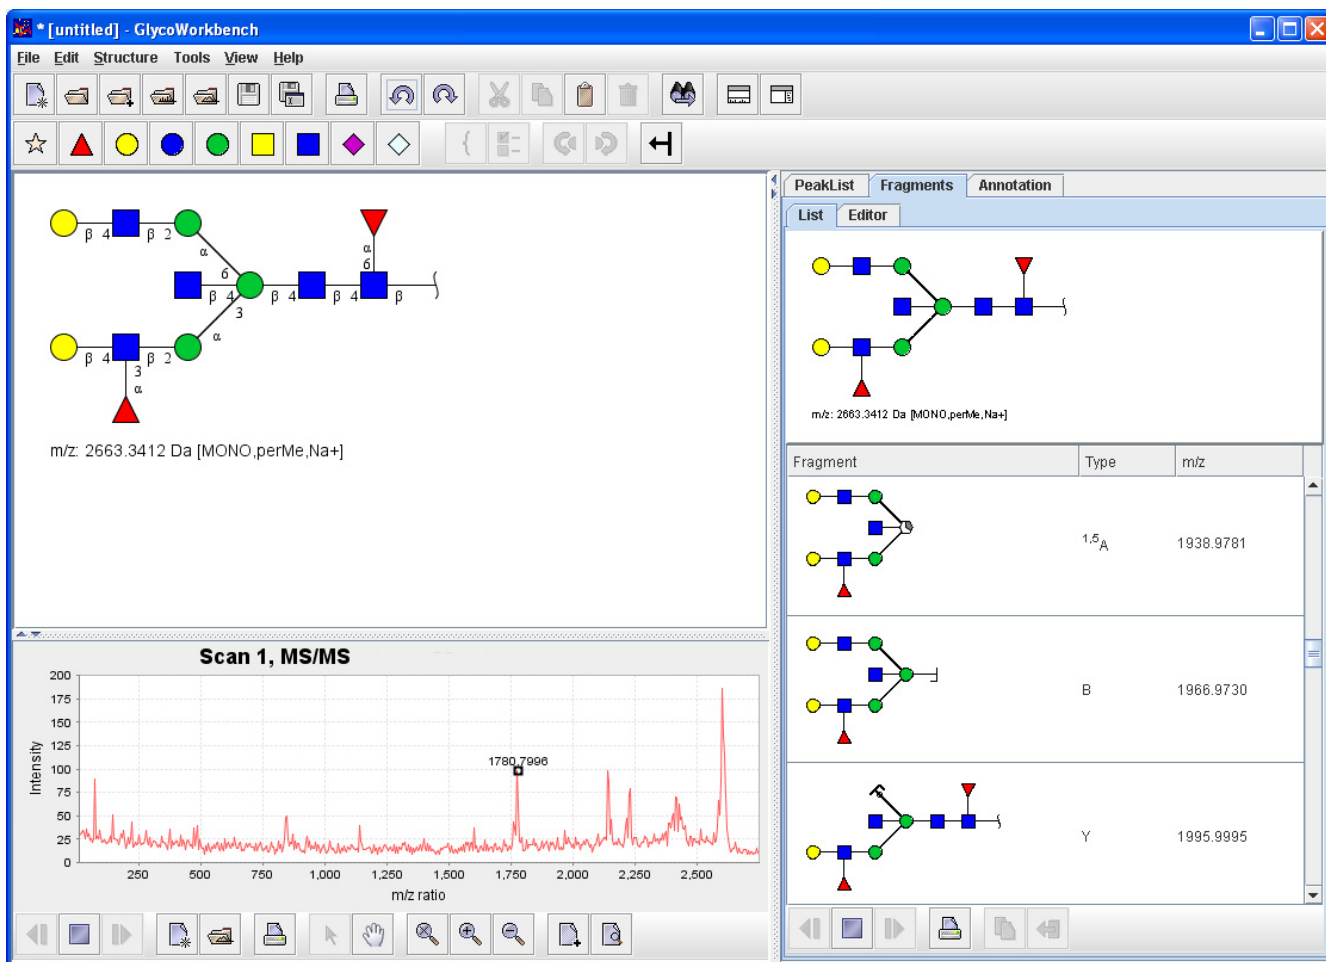 * [untitled] - GlycoWorkbench
File Edit Structure Tools View Help
PeakList Fragments Annotation
List Editor
β 4 β 2 α 6 α 6
β 4 β 4 β 4 β
3
β 4 β 2 α
3
α
m/z: 2663.3412 Da [MONO,perMe,Na+]
m/z: 2663.3412 Da [MONO,perMe,Na+]
Fragment Type m/z
1,5A 1938.9781
B 1966.9730
Y 1995.9995
Scan 1, MS/MS
Intensity
200
175
150
125
100
75
50
25
0
1780.7996
250 500 750 1,000 1,250 1,500 1,750 2,000 2,250 2,500
m/z ratio